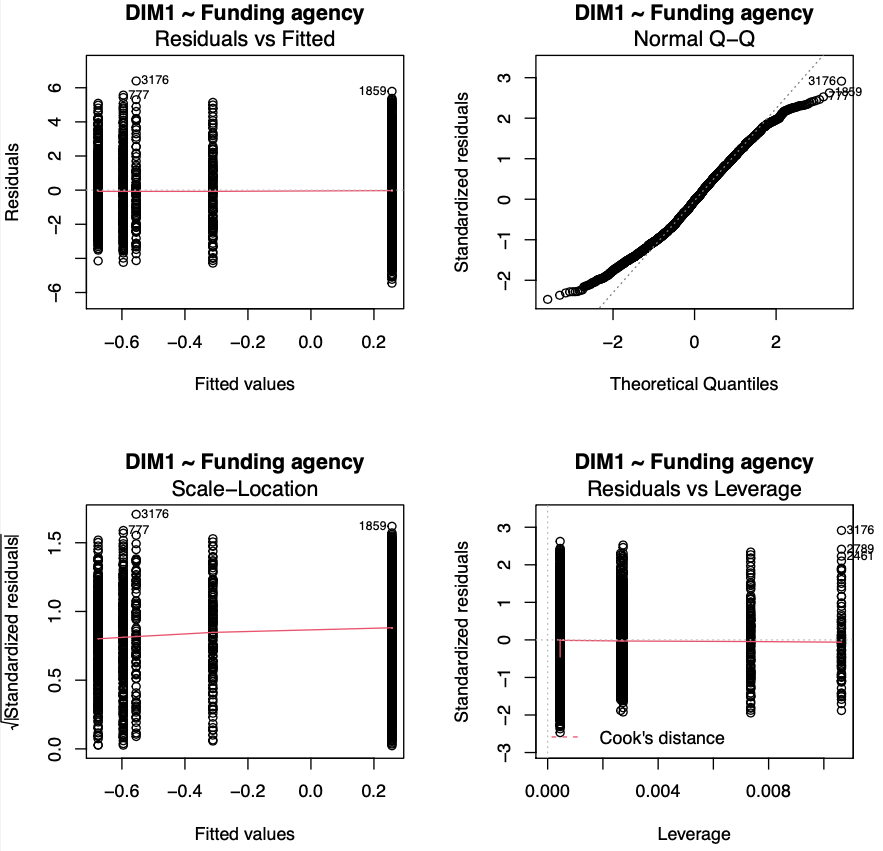 DIM1 ~ Funding agency
Residuals vs Fitted
Residuals
6
4
2
0
−2
−6
3176
777
1859
−0.6 −0.4 −0.2 0.0 0.2
Fitted values
DIM1 ~ Funding agency
Normal Q−Q
Standardized residuals
3
2
1
0
−1
−2
3176
1859
777
−2 0 2
Theoretical Quantiles
DIM1 ~ Funding agency
Scale−Location
√|Standardized residuals|
1.5
1.0
0.5
0.0
3176
777
1859
−0.6 −0.4 −0.2 0.0 0.2
Fitted values
DIM1 ~ Funding agency
Residuals vs Leverage
Standardized residuals
3
2
1
0
−1
−2
−3
3176
2789
2461
Cook's distance
0.000 0.004 0.008
Leverage